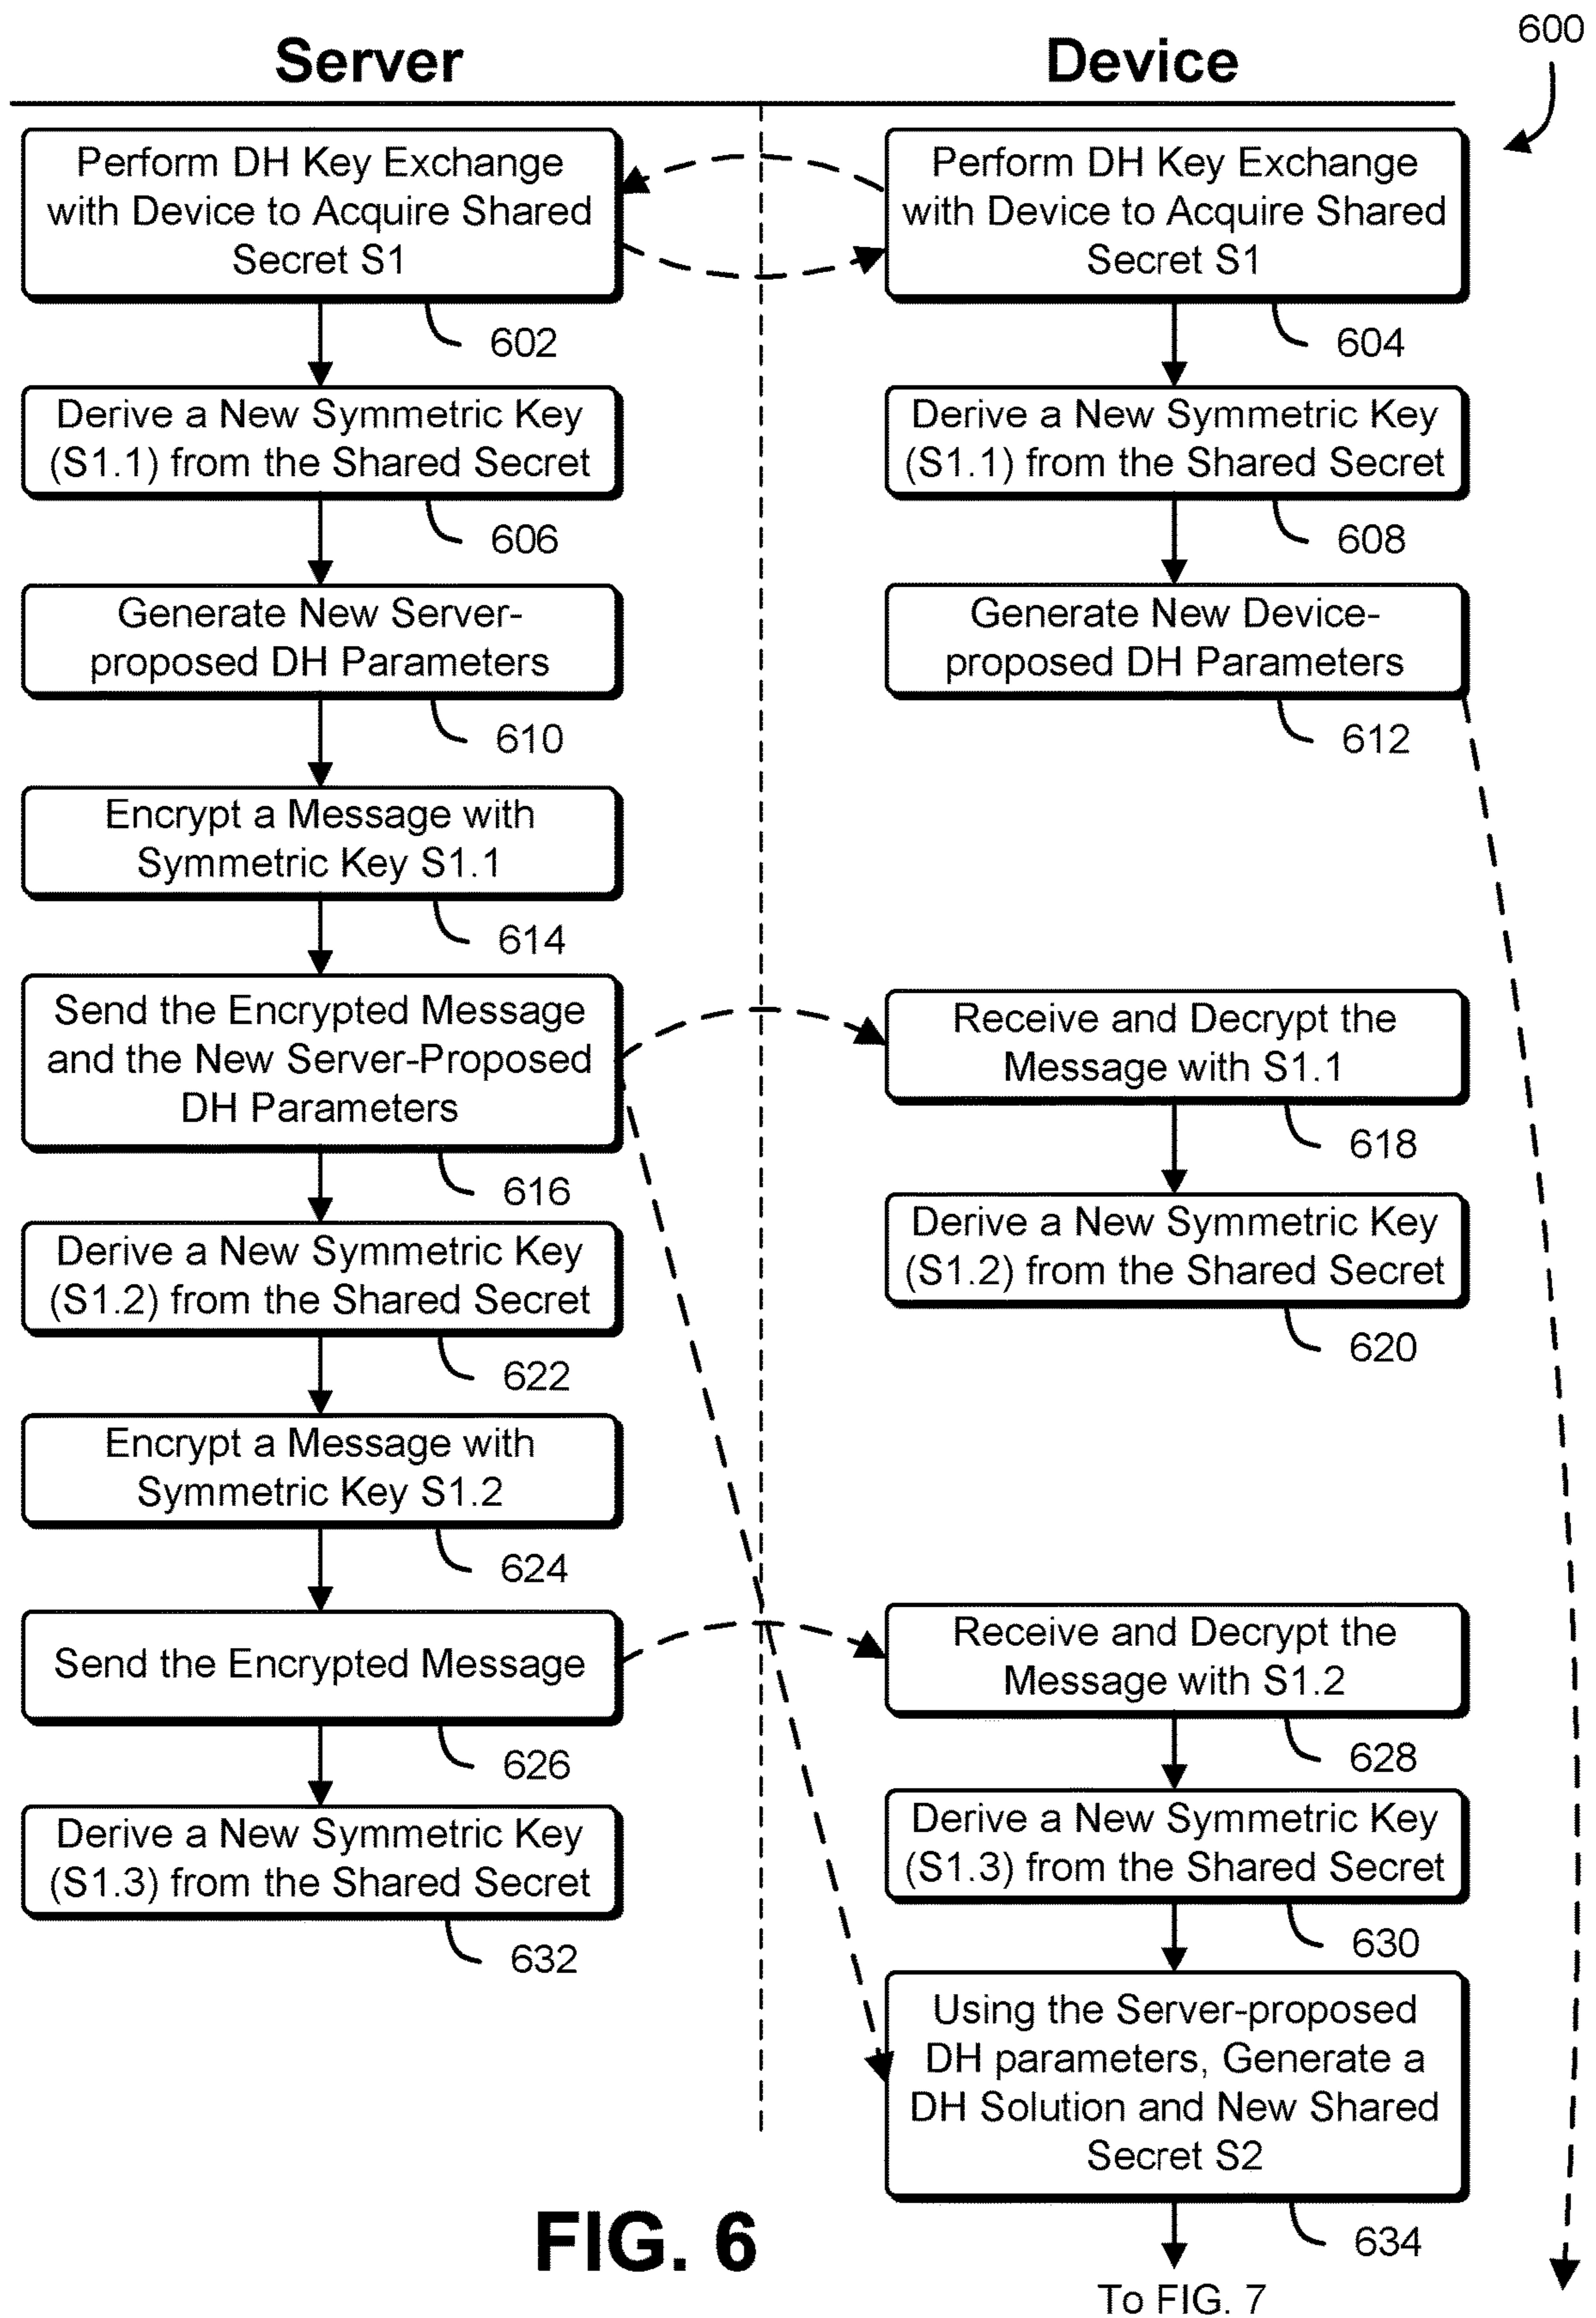 600
Server
Device
Perform DH Key Exchange
with Device to Acquire Shared
Secret S1
602
Perform DH Key Exchange
with Device to Acquire Shared
Secret S1
604
Derive a New Symmetric Key
(S1.1) from the Shared Secret
606
Derive a New Symmetric Key
(S1.1) from the Shared Secret
608
Generate New Server-
proposed DH Parameters
610
Generate New Device-
proposed DH Parameters
612
Encrypt a Message with
Symmetric Key S1.1
614
Send the Encrypted Message
and the New Server-Proposed
DH Parameters
616
Receive and Decrypt the
Message with S1.1
618
Derive a New Symmetric Key
(S1.2) from the Shared Secret
620
Derive a New Symmetric Key
(S1.2) from the Shared Secret
622
Encrypt a Message with
Symmetric Key S1.2
624
Send the Encrypted Message
626
Receive and Decrypt the
Message with S1.2
628
Derive a New Symmetric Key
(S1.3) from the Shared Secret
630
Derive a New Symmetric Key
(S1.3) from the Shared Secret
632
Using the Server-proposed
DH parameters, Generate a
DH Solution and New Shared
Secret S2
634
To FIG. 7
FIG. 6